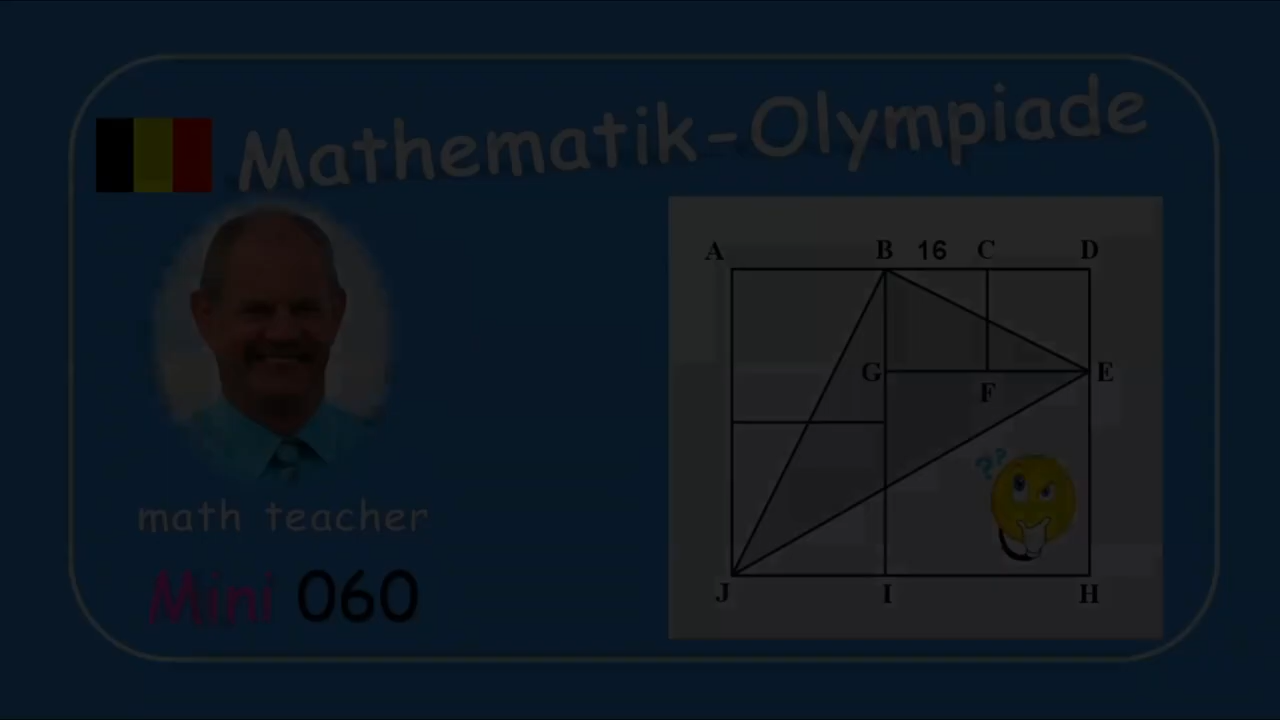 Mathematik-Olympiade
A B 16 C D
G F E
??
math teacher
Mini 060
J I H